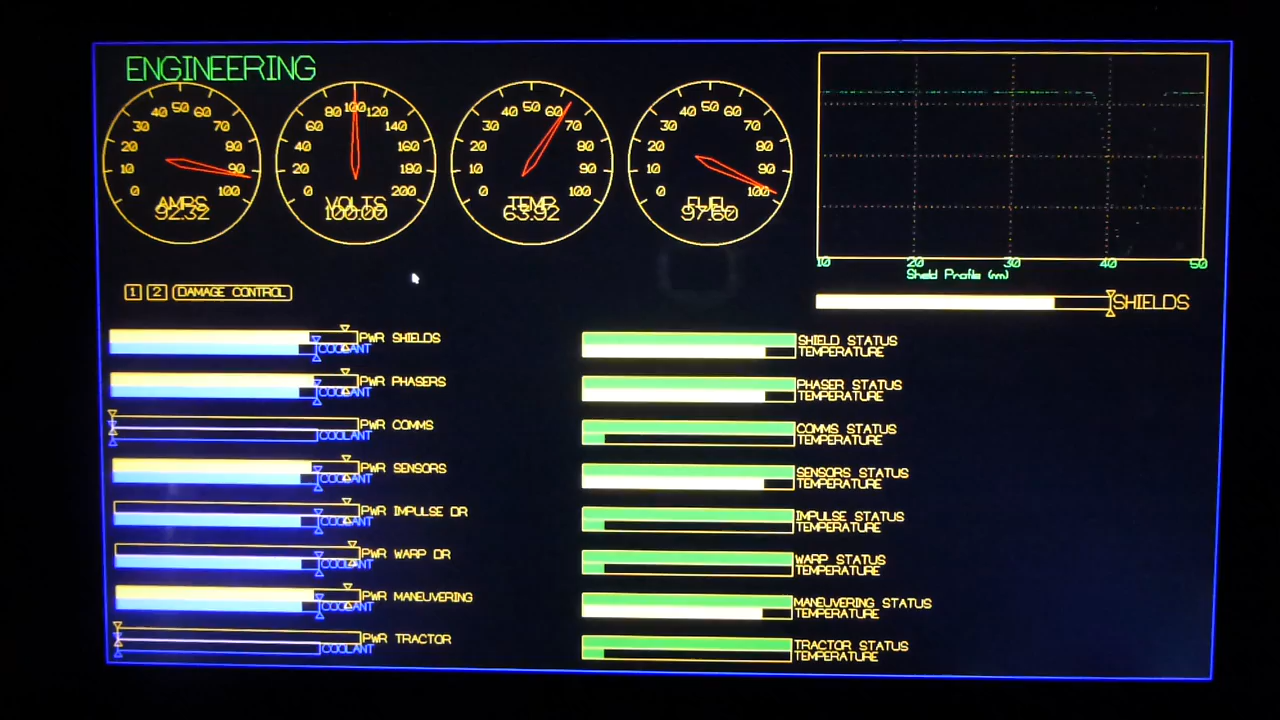 ENGINEERING
0 10 20 30 40 50 60 70 80 90 100
AMPS
92.32
0 20 40 60 80 100 120 140 160 180 200
VOLTS
100.00
0 10 20 30 40 50 60 70 80 90 100
TEMP
63.92
0 10 20 30 40 50 60 70 80 90 100
FUEL
97.60
10 20 30 40 50
Shield Profile (nm)
SHIELDS
1 2 DAMAGE CONTROL
PWR SHIELDS
COOLANT
PWR PHASERS
COOLANT
PWR COMMS
COOLANT
PWR SENSORS
COOLANT
PWR IMPULSE DR
COOLANT
PWR WARP DR
COOLANT
PWR MANEUVERING
COOLANT
PWR TRACTOR
COOLANT
SHIELD STATUS
TEMPERATURE
PHASER STATUS
TEMPERATURE
COMMS STATUS
TEMPERATURE
SENSORS STATUS
TEMPERATURE
IMPULSE STATUS
TEMPERATURE
WARP STATUS
TEMPERATURE
MANEUVERING STATUS
TEMPERATURE
TRACTOR STATUS
TEMPERATURE